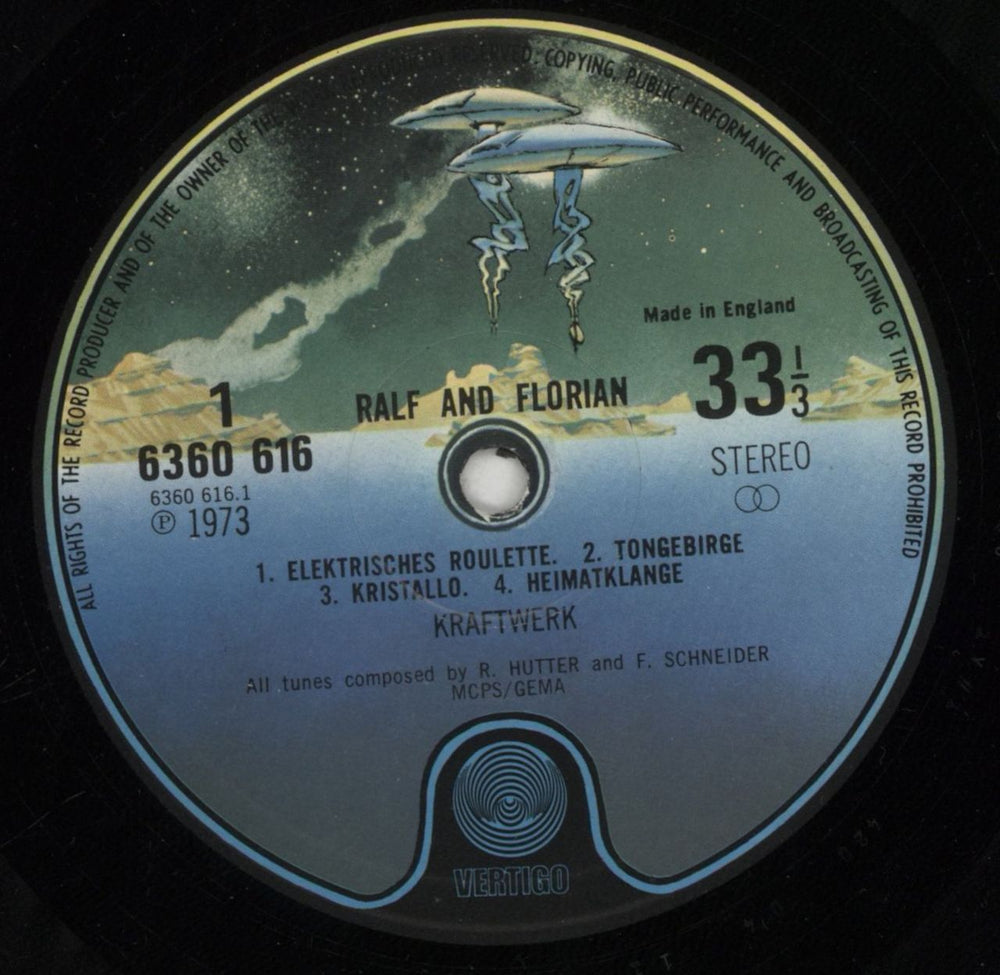 ALL RIGHTS OF THE RECORD PRODUCER AND OF THE OWNER OF THE RESERVED. COPYING, PUBLIC PERFORMANCE AND BROADCASTING OF THIS RECORD PROHIBITED
Made in England
1
RALF AND FLORIAN
33 1/3
6360 616
STEREO
6360 616.1
Ⓟ 1973
1. ELEKTRISCHES ROULETTE. 2. TONGEBIRGE
3. KRISTALLO. 4. HEIMATKLANGE
KRAFTWERK
All tunes composed by R. HUTTER and F. SCHNEIDER
MCPS/GEMA
VERTIGO